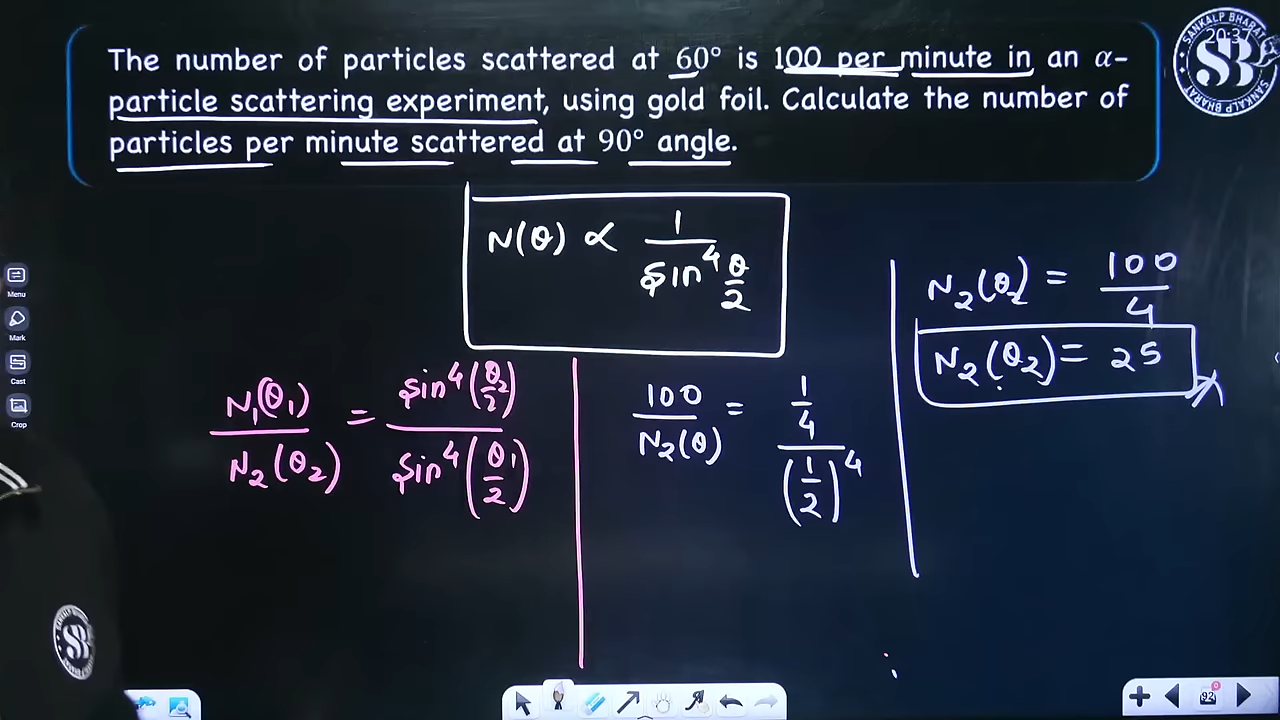 The number of particles scattered at 60° is 100 per minute in an α-
particle scattering experiment, using gold foil. Calculate the number of
particles per minute scattered at 90° angle.
SANKALP BHARAT
20:37
SB
SANKALP BHARAT
N(θ) ∝ 1 / sin⁴ θ/2
N₁(θ₁) / N₂(θ₂) = sin⁴(θ₂/2) / sin⁴(θ₁/2)
100 / N₂(θ) = (1/4) / (1/2)⁴
N₂(θ₂) = 100/4
N₂(θ₂) = 25
Menu
Mark
Cast
Crop
SB
92